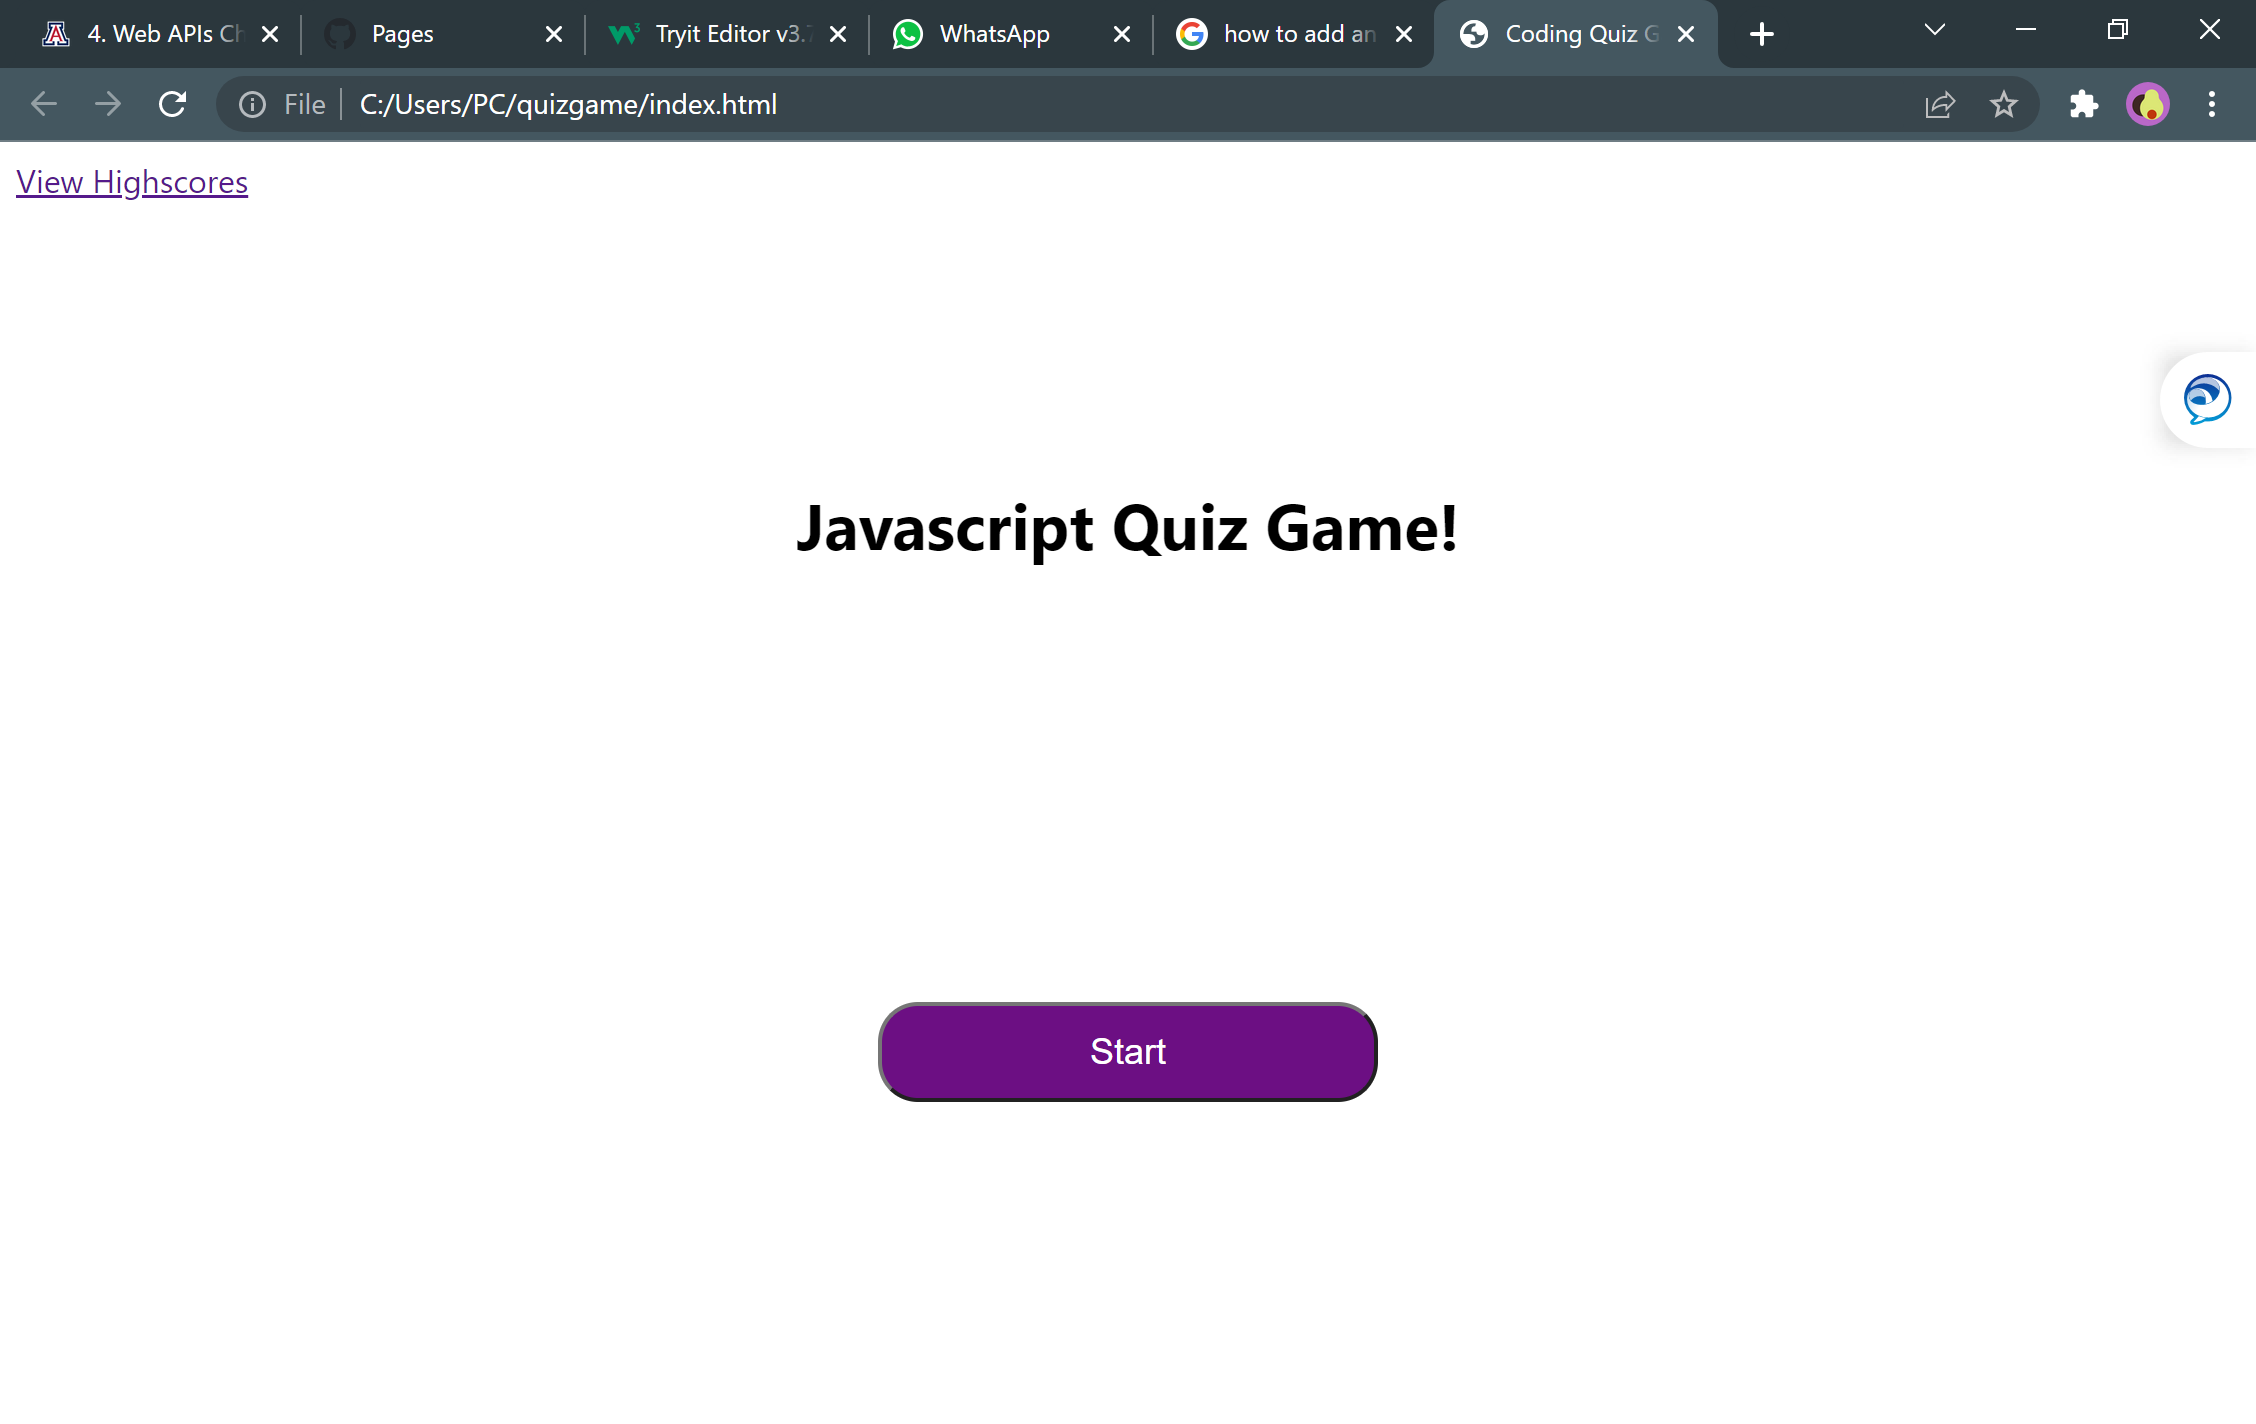 4. Web APIs Ch
Pages
Tryit Editor v3.7
WhatsApp
how to add an
Coding Quiz G
File
C:/Users/PC/quizgame/index.html
View Highscores
Javascript Quiz Game!
Start